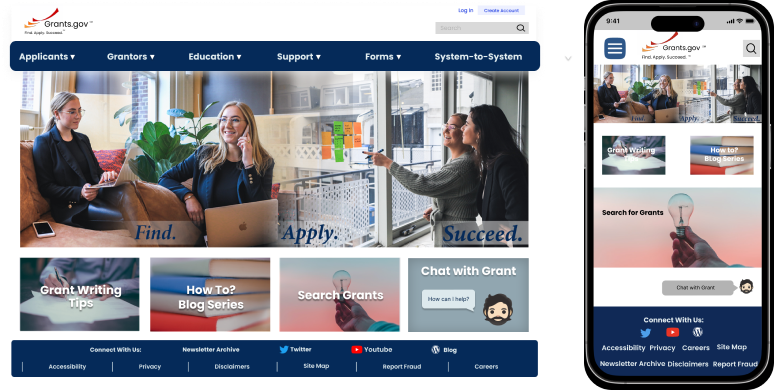 Log In Create Account
Grants.gov™
Find. Apply. Succeed.™
Search
Applicants ▾ Grantors ▾ Education ▾ Support ▾ Forms ▾ System-to-System
Find. Apply. Succeed.
Grant Writing
Tips
How To?
Blog Series
Search Grants
Chat with Grant
How can I help?
Connect With Us: Newsletter Archive Twitter Youtube Blog
Accessibility | Privacy | Disclaimers | Site Map | Report Fraud | Careers
9:41
Grants.gov™
Find. Apply. Succeed.™
Find. Apply. Succeed.
Grant Writing
Tips
How to?
BLog Series
Search for Grants
Chat with Grant
Connect With Us:
Accessibility Privacy Careers Site Map
Newsletter Archive Disclaimers Report Fraud